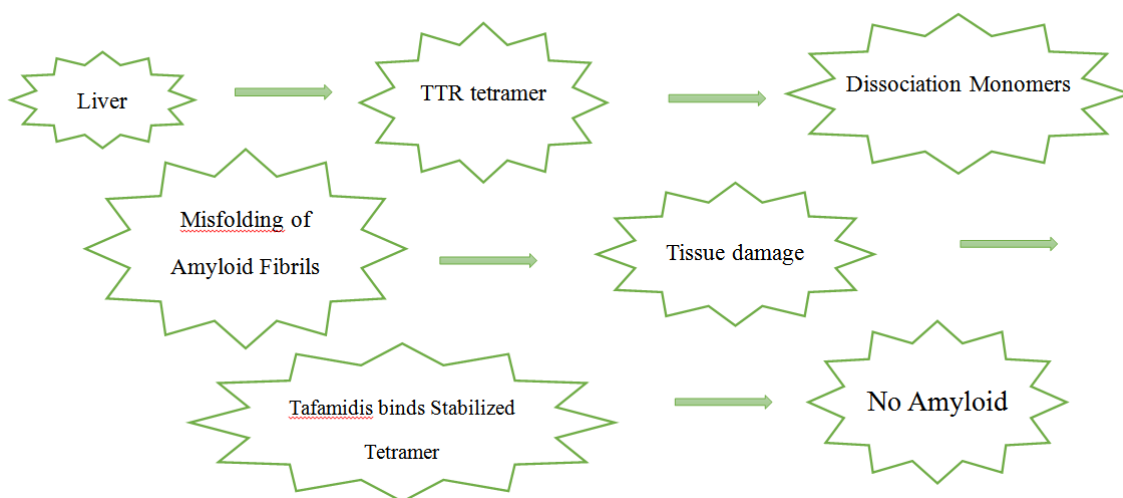 Liver
TTR tetramer
Dissociation Monomers
Misfolding of
Amyloid Fibrils
Tissue damage
Tafamidis binds Stabilized
Tetramer
No Amyloid